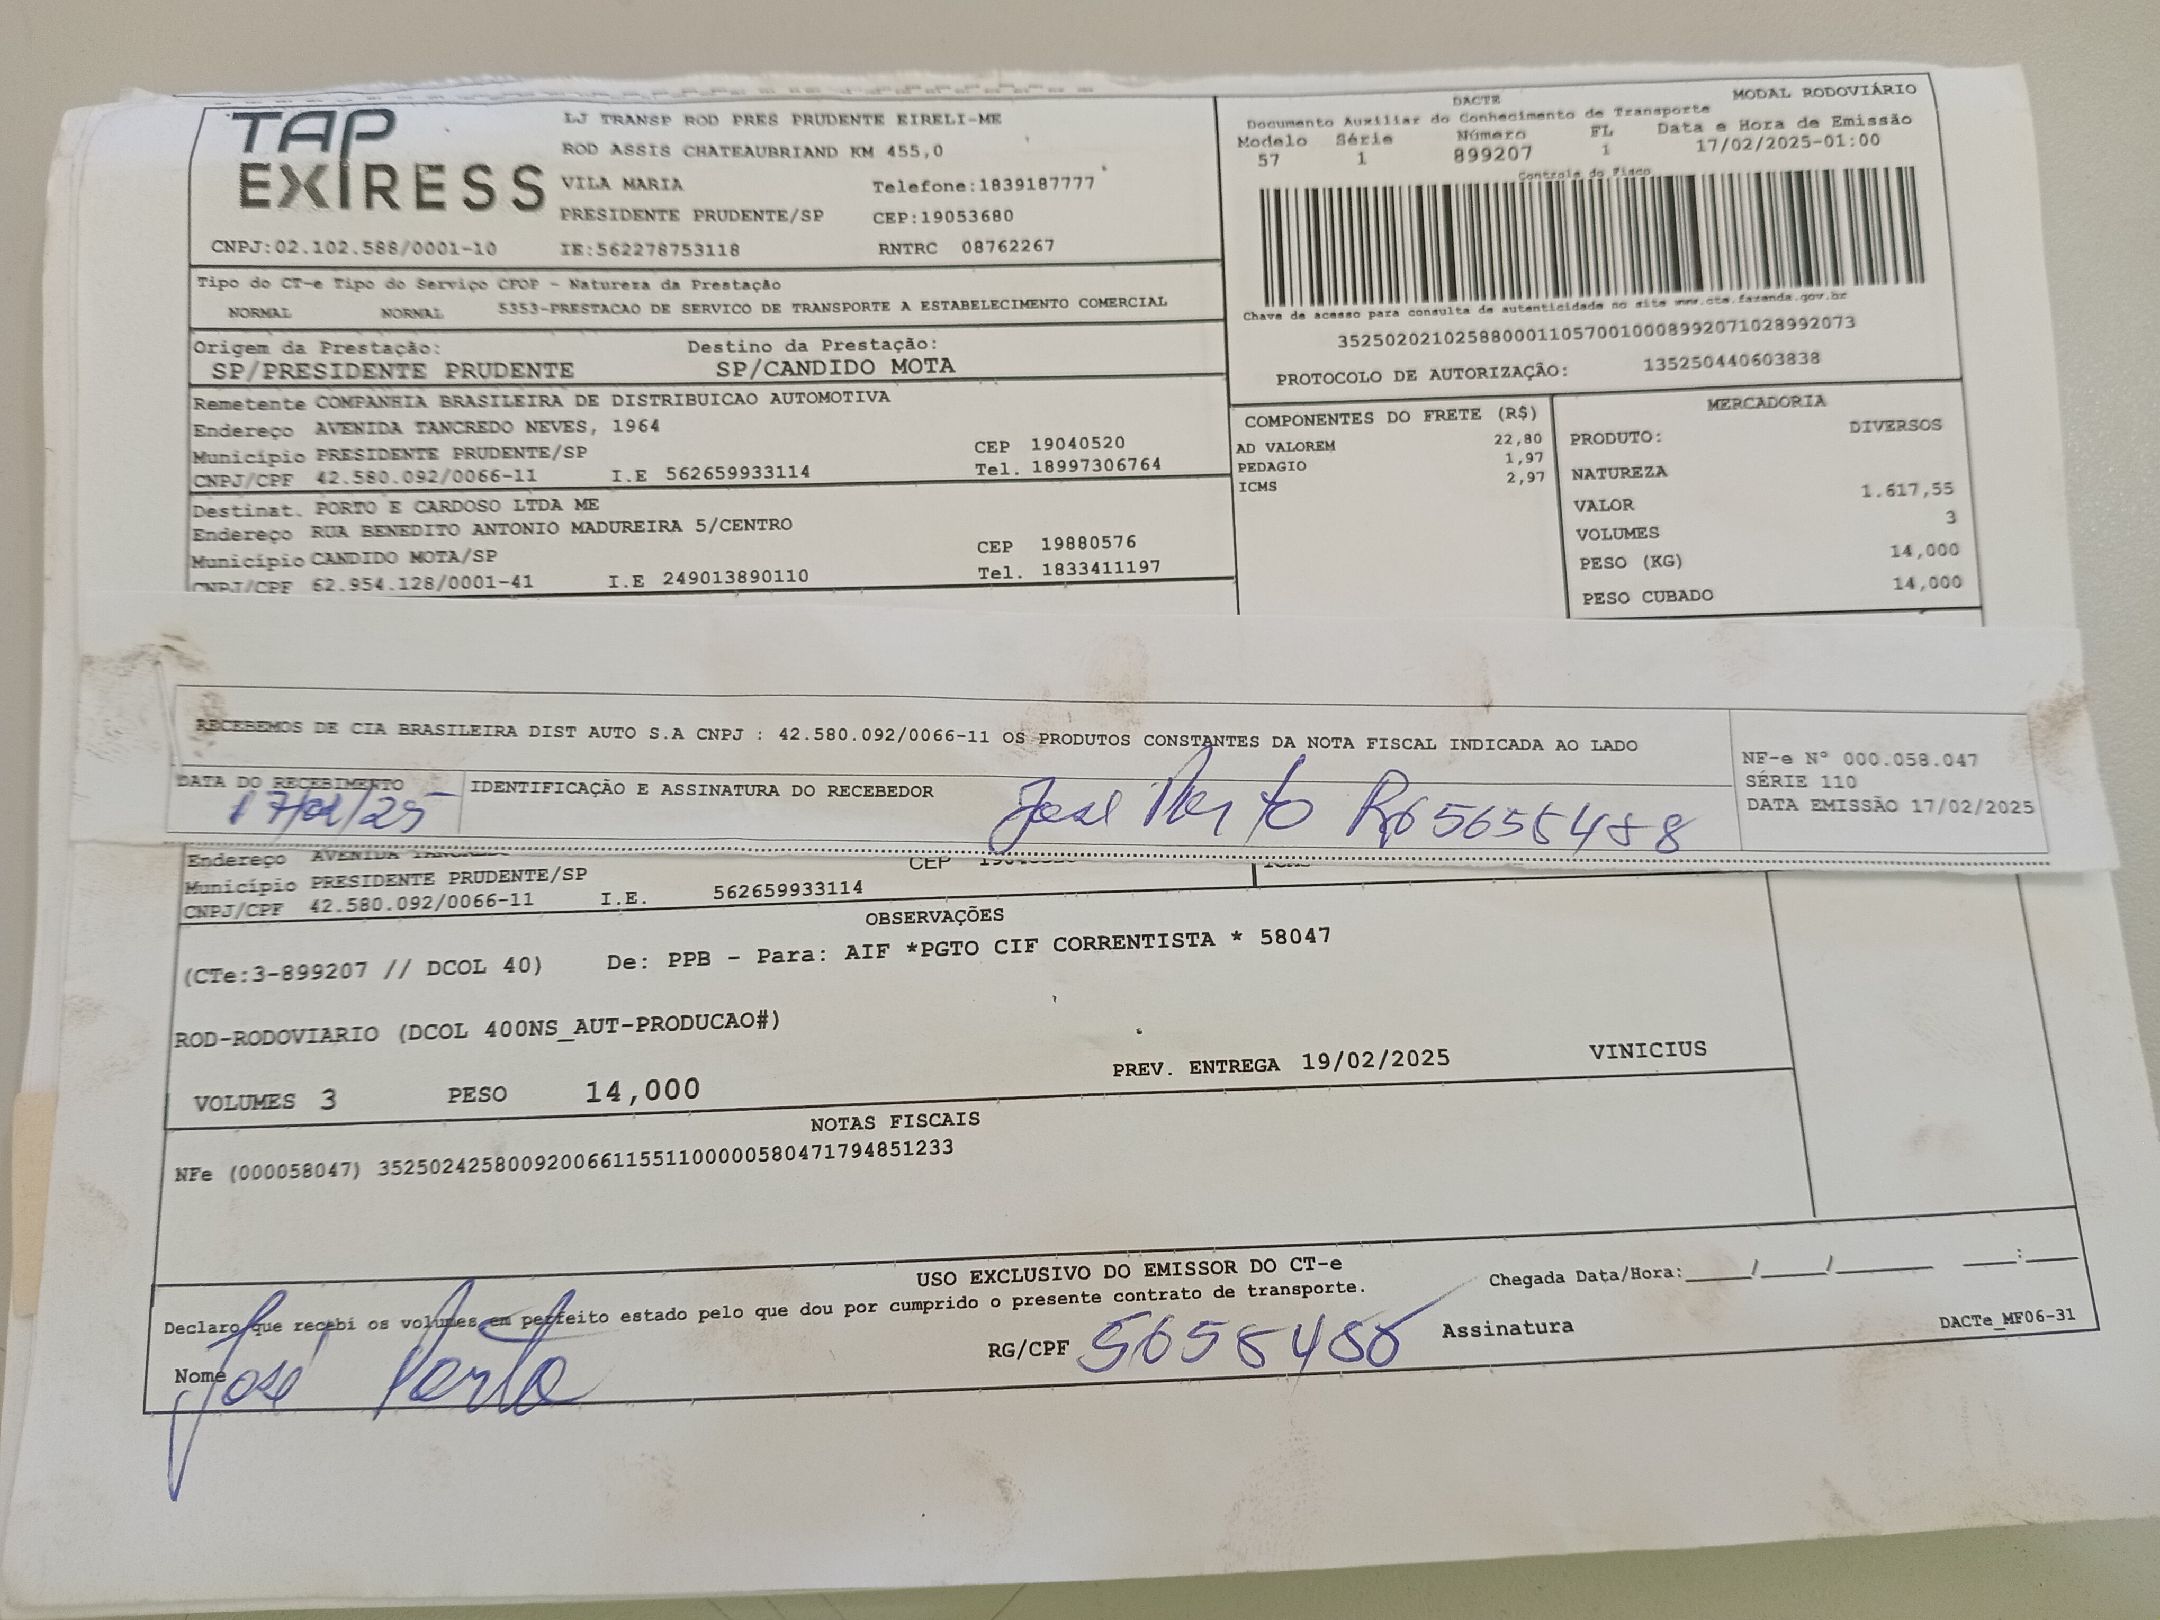 TAP
EXIRESS
LJ TRANSP ROD PRES PRUDENTE EIRELI-ME
ROD ASSIS CHATEAUBRIAND KM 455,0
VILA MARIA Telefone:1839187777
PRESIDENTE PRUDENTE/SP CEP:19053680
CNPJ:02.102.588/0001-10 IE:562278753118 RNTRC 08762267
DACTE MODAL RODOVIÁRIO
Documento Auxiliar do Conhecimento de Transporte
Modelo Série Número FL Data e Hora de Emissão
57 1 899207 1 17/02/2025-01:00
Controle do Fisco
Chave de acesso para consulta de autenticidade no site www.cte.fazenda.gov.br
35250202102588000110570010008992071028992073
PROTOCOLO DE AUTORIZAÇÃO: 135250440603838
Tipo do CT-e Tipo do Serviço CFOP - Natureza da Prestação
NORMAL NORMAL 5353-PRESTACAO DE SERVICO DE TRANSPORTE A ESTABELECIMENTO COMERCIAL
Origem da Prestação: Destino da Prestação:
SP/PRESIDENTE PRUDENTE SP/CANDIDO MOTA
Remetente COMPANHIA BRASILEIRA DE DISTRIBUICAO AUTOMOTIVA
Endereço AVENIDA TANCREDO NEVES, 1964
Município PRESIDENTE PRUDENTE/SP CEP 19040520
CNPJ/CPF 42.580.092/0066-11 I.E 562659933114 Tel. 18997306764
Destinat. PORTO E CARDOSO LTDA ME
Endereço RUA BENEDITO ANTONIO MADUREIRA 5/CENTRO
Município CANDIDO MOTA/SP CEP 19880576
CNPJ/CPF 62.954.128/0001-41 I.E 249013890110 Tel. 1833411197
COMPONENTES DO FRETE (R$)
AD VALOREM 22,80
PEDAGIO 1,97
ICMS 2,97
MERCADORIA
PRODUTO: DIVERSOS
NATUREZA
VALOR 1.617,55
VOLUMES 3
PESO (KG) 14,000
PESO CUBADO 14,000
RECEBEMOS DE CIA BRASILEIRA DIST AUTO S.A CNPJ : 42.580.092/0066-11 OS PRODUTOS CONSTANTES DA NOTA FISCAL INDICADA AO LADO
DATA DO RECEBIMENTO IDENTIFICAÇÃO E ASSINATURA DO RECEBEDOR
17/02/25 José Porto RG 5655488
NF-e N° 000.058.047
SÉRIE 110
DATA EMISSÃO 17/02/2025
Endereço AVENIDA CEP
Município PRESIDENTE PRUDENTE/SP
CNPJ/CPF 42.580.092/0066-11 I.E. 562659933114
OBSERVAÇÕES
(CTe:3-899207 // DCOL 40) De: PPB - Para: AIF *PGTO CIF CORRENTISTA * 58047
ROD-RODOVIARIO (DCOL 400NS_AUT-PRODUCAO#)
PREV. ENTREGA 19/02/2025 VINICIUS
VOLUMES 3 PESO 14,000
NOTAS FISCAIS
NFe (000058047) 35250242580092006611551100000580471794851233
USO EXCLUSIVO DO EMISSOR DO CT-e
Declaro que recebi os volumes em perfeito estado pelo que dou por cumprido o presente contrato de transporte.
Chegada Data/Hora:____/____/______ ___:___
Nome José Porto RG/CPF 5655488 Assinatura
DACTe_MF06-31